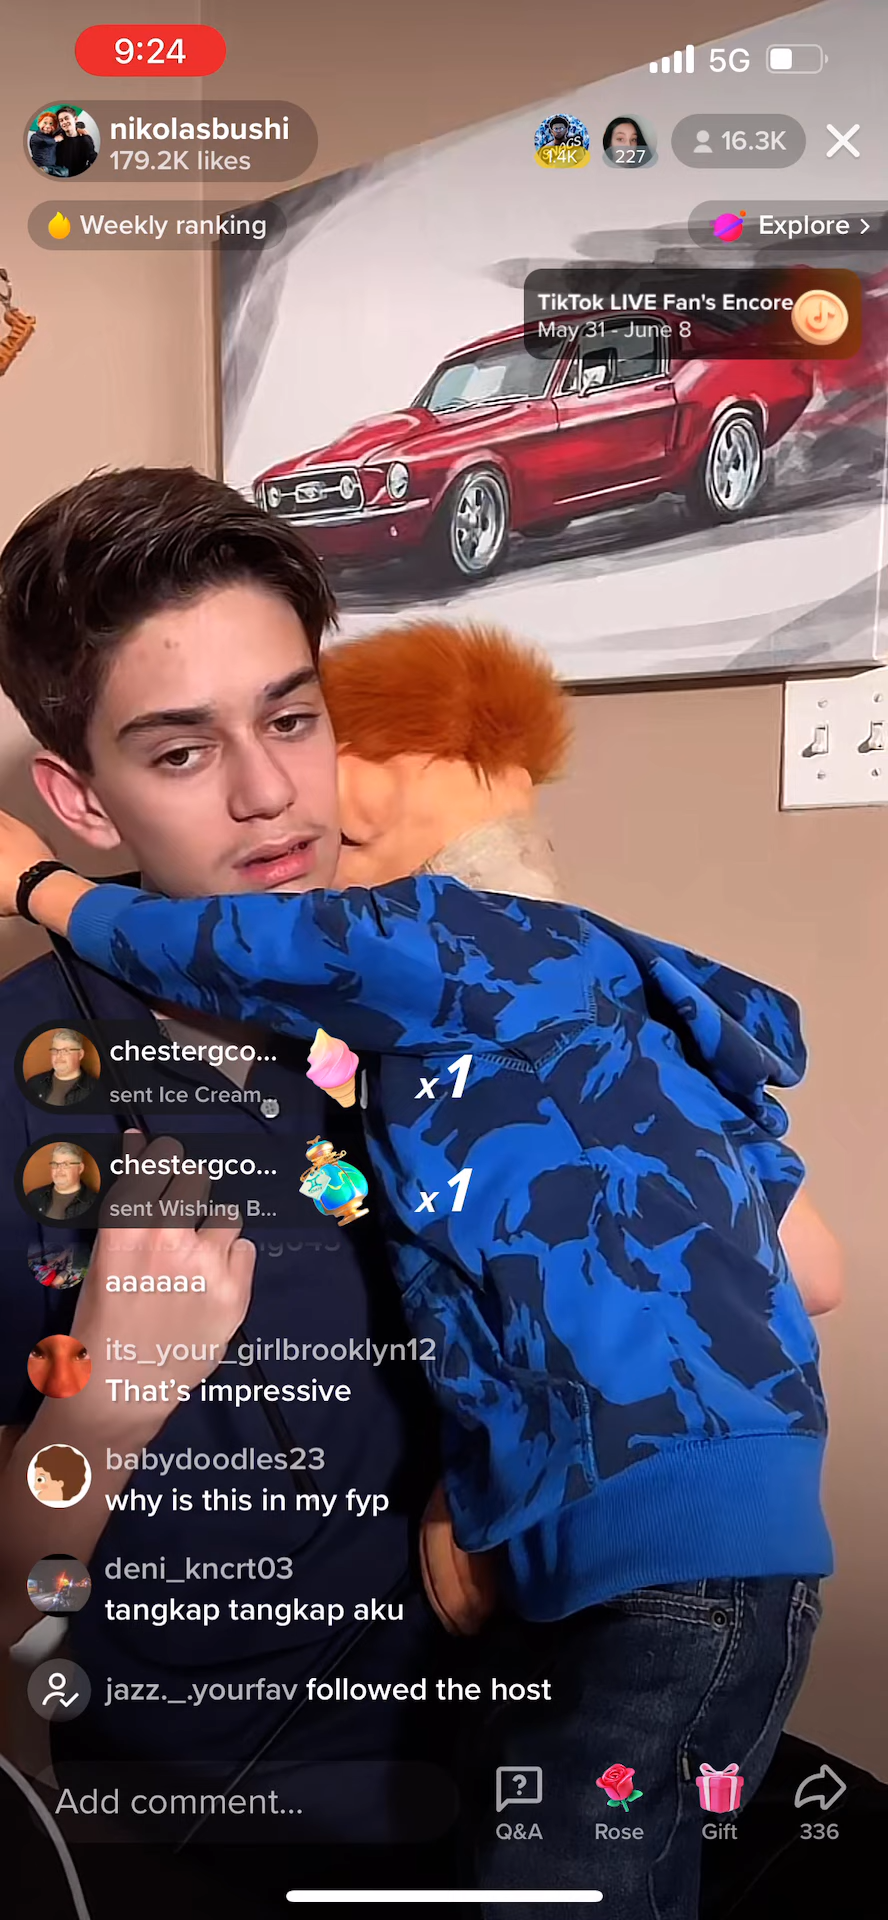 9:24
5G
nikolasbushi
179.2K likes
1.4K
227
16.3K
Weekly ranking
Explore >
TikTok LIVE Fan's Encore
May 31 - June 8
chestergco...
sent Ice Cream...
x1
chestergco...
sent Wishing B...
x1
aaaaaa
its_your_girlbrooklyn12
That's impressive
babydoodles23
why is this in my fyp
deni_kncrt03
tangkap tangkap aku
jazz._.yourfav followed the host
Add comment...
Q&A
Rose
Gift
336